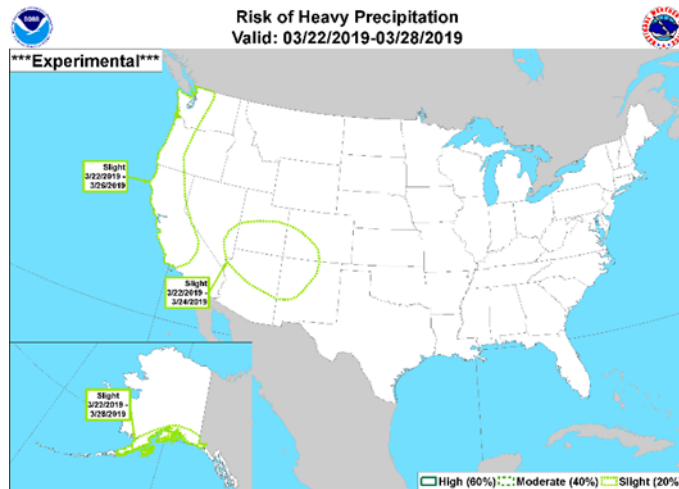 Risk of Heavy Precipitation
Valid: 03/22/2019-03/28/2019
***Experimental***
Slight
3/22/2019 -
3/26/2019
Slight
3/22/2019 -
3/24/2019
Slight
3/22/2019 -
3/28/2019
High (60%) Moderate (40%) Slight (20%